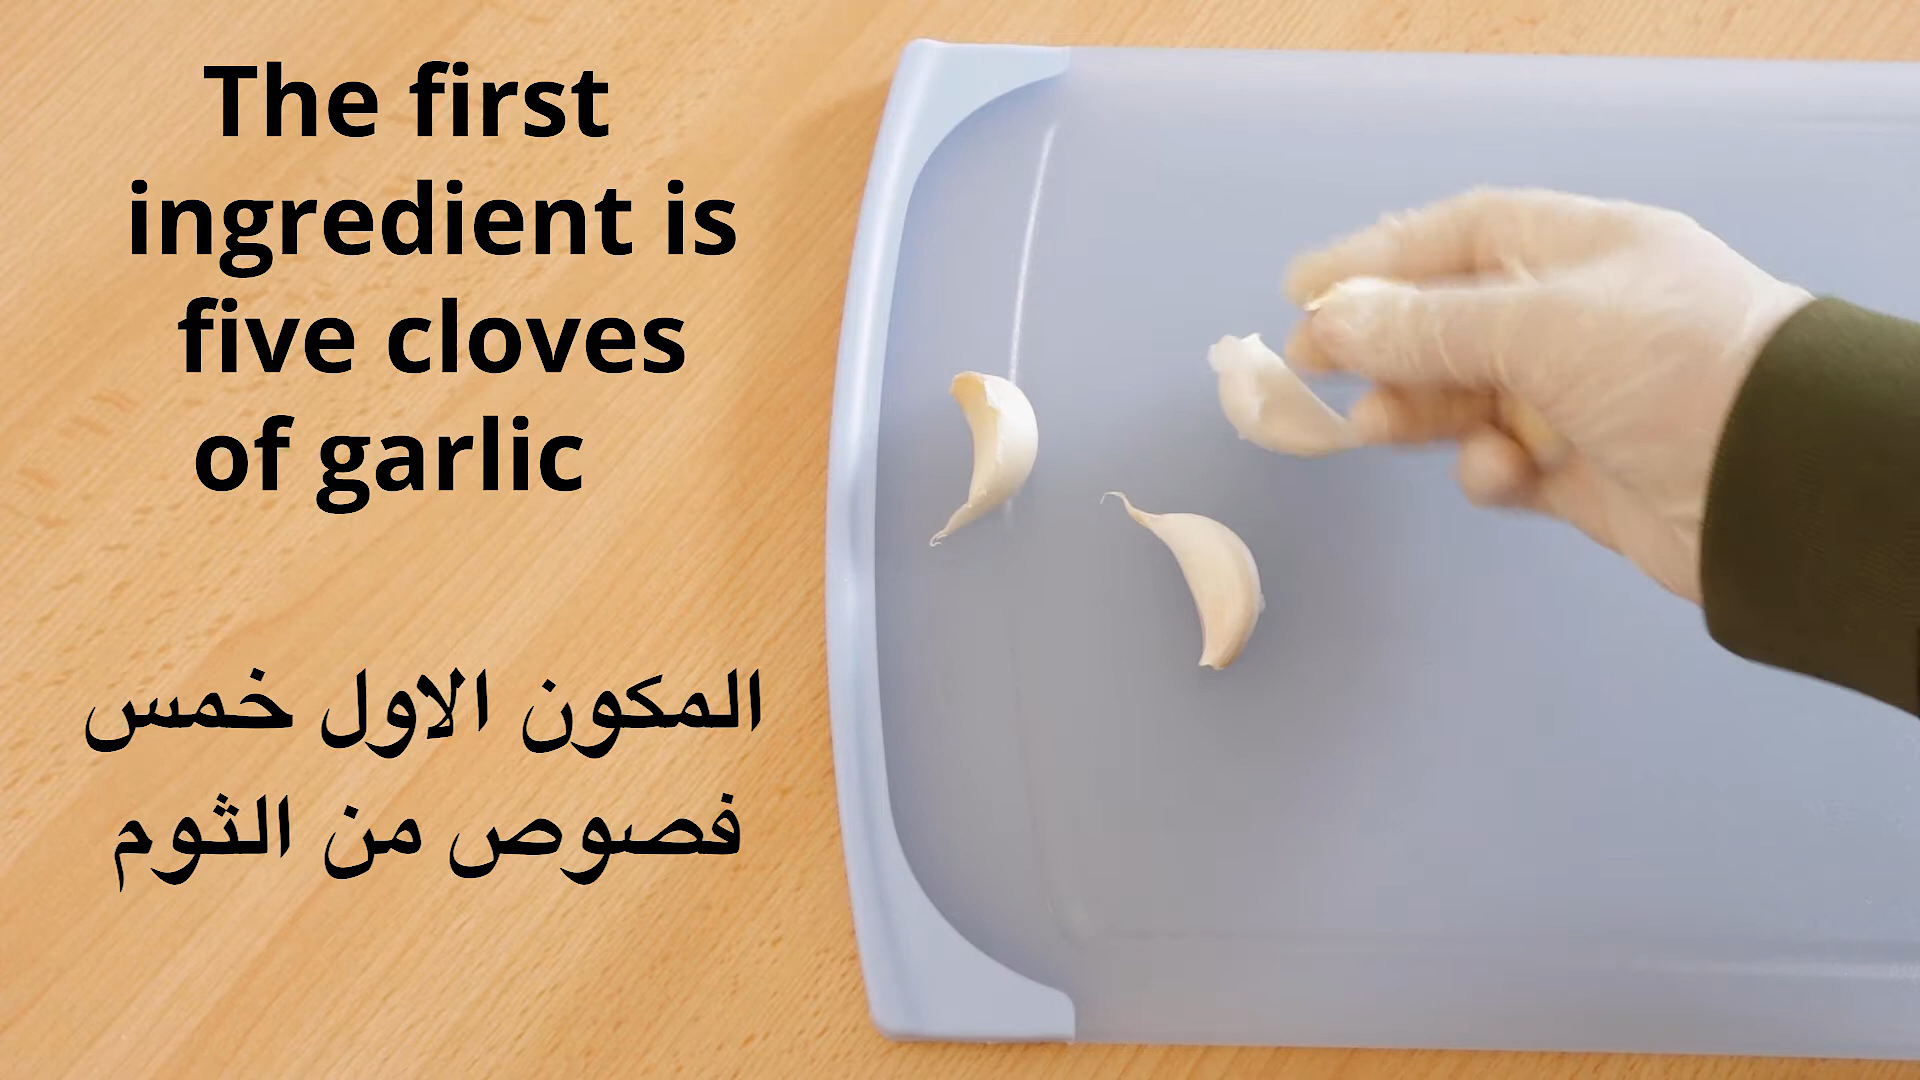 The first
ingredient is
five cloves
of garlic
المكون الاول خمس
فصوص من الثوم